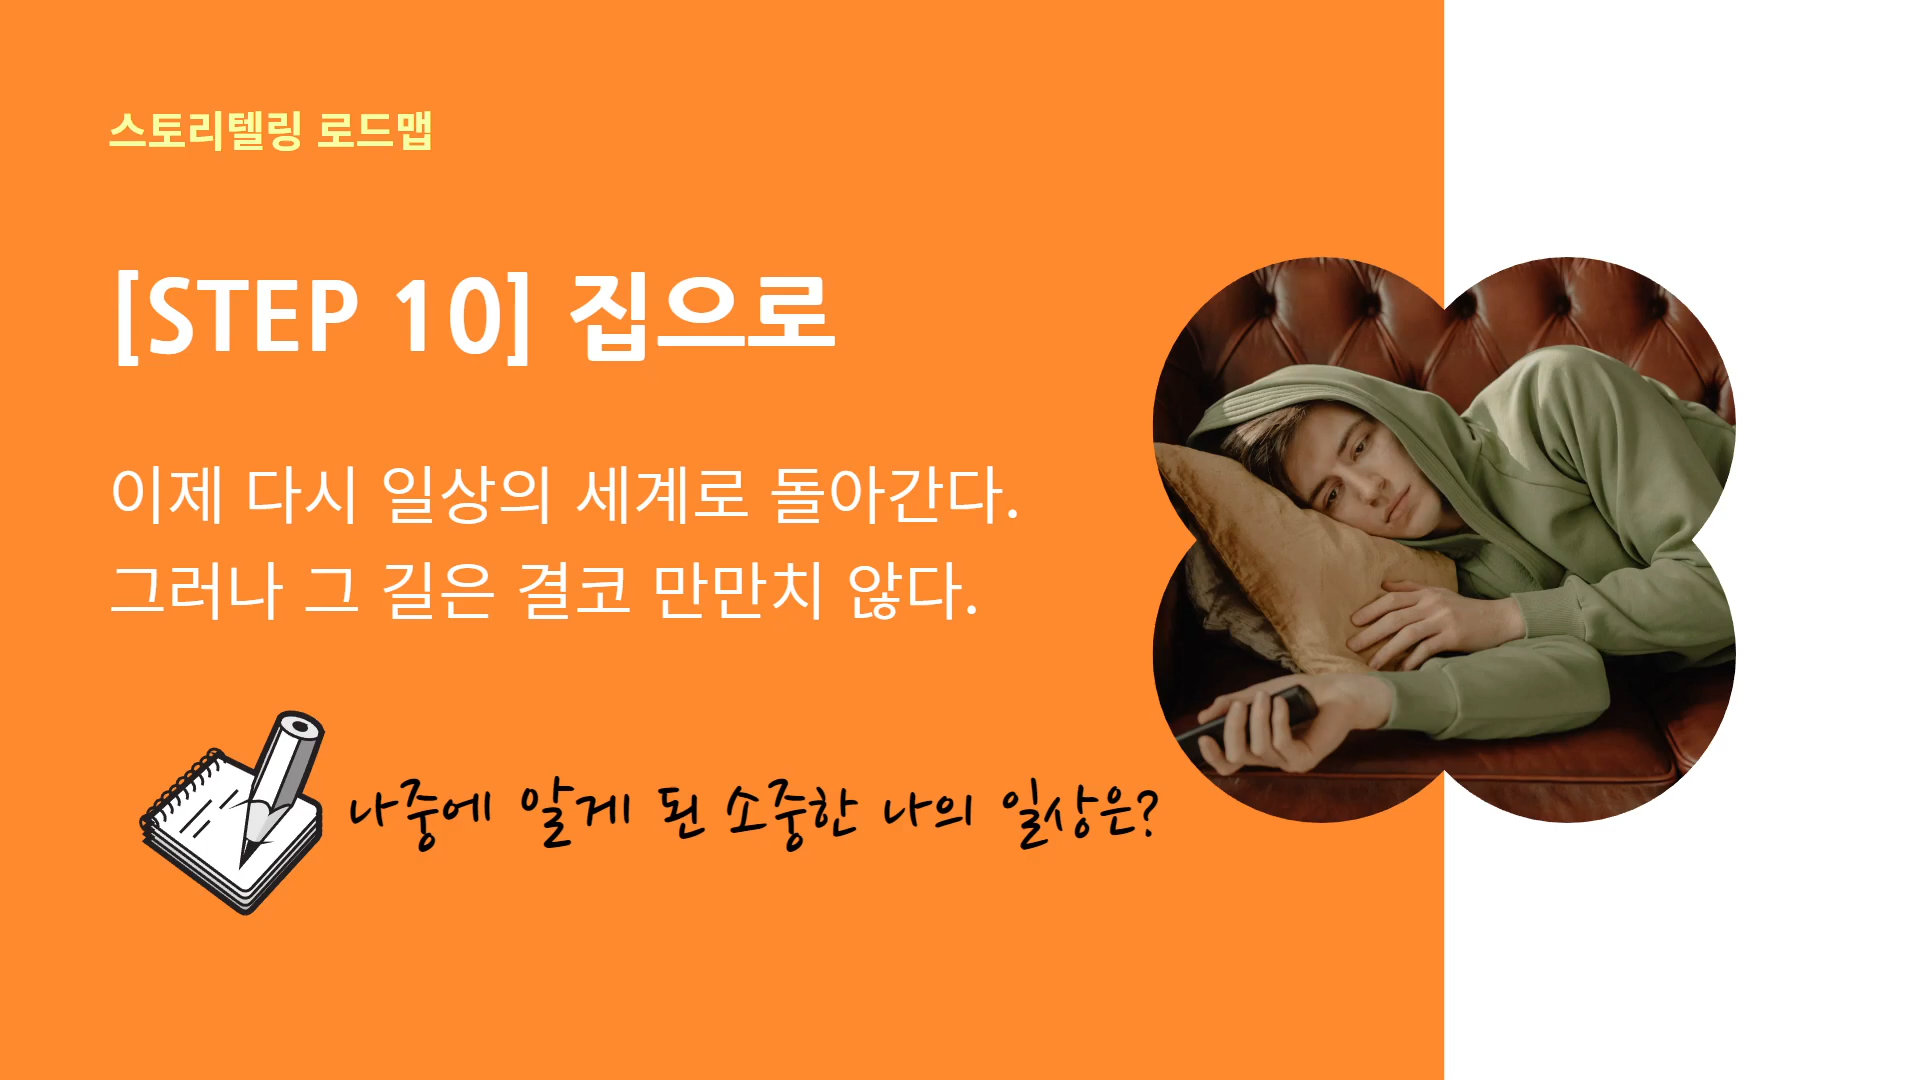 스토리텔링 로드맵
[STEP 10] 집으로
이제 다시 일상의 세계로 돌아간다.
그러나 그 길은 결코 만만치 않다.
나중에 알게 된 소중한 나의 일상은?